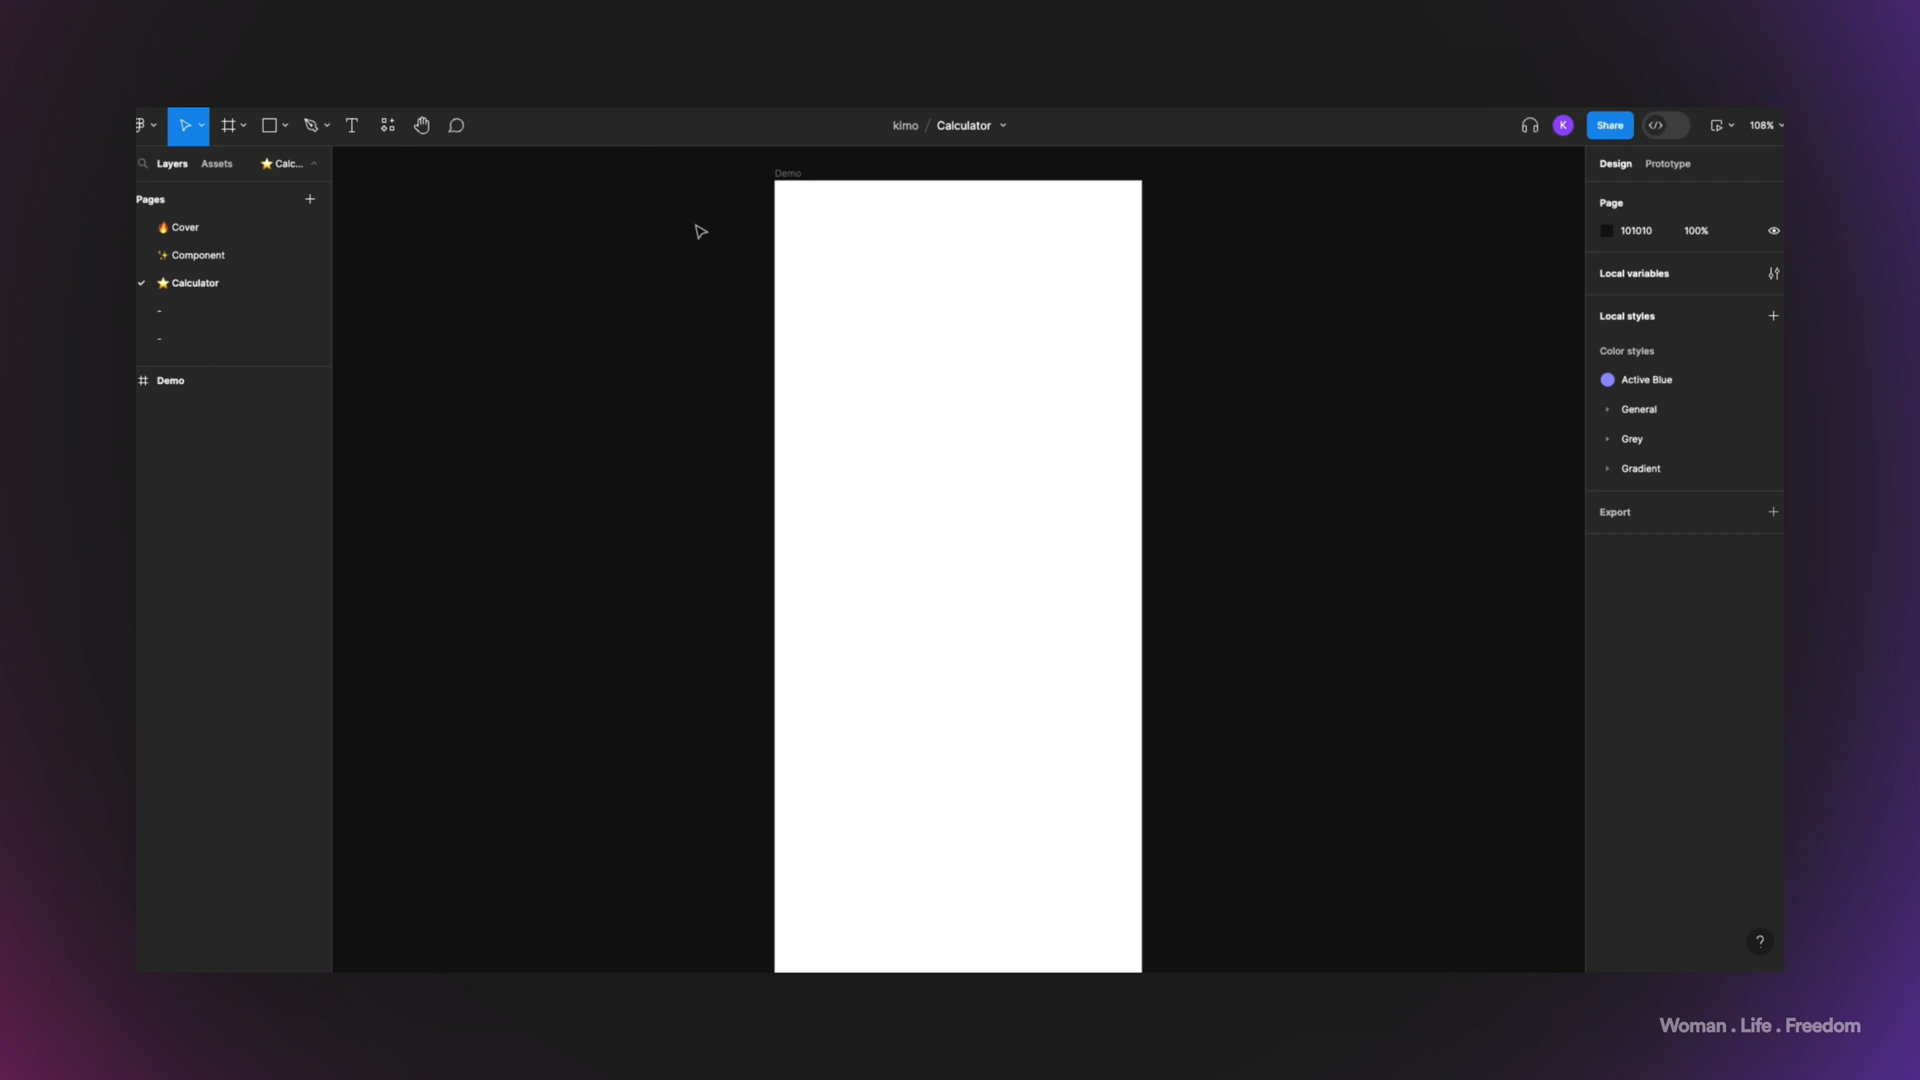 kimo / Calculator
K
Share
108%
Layers
Assets
⭐ Calc...
Pages
🔥 Cover
✨ Component
⭐ Calculator
-
-
Demo
Demo
Design
Prototype
Page
101010
100%
Local variables
Local styles
Color styles
Active Blue
General
Grey
Gradient
Export
?
Woman . Life . Freedom